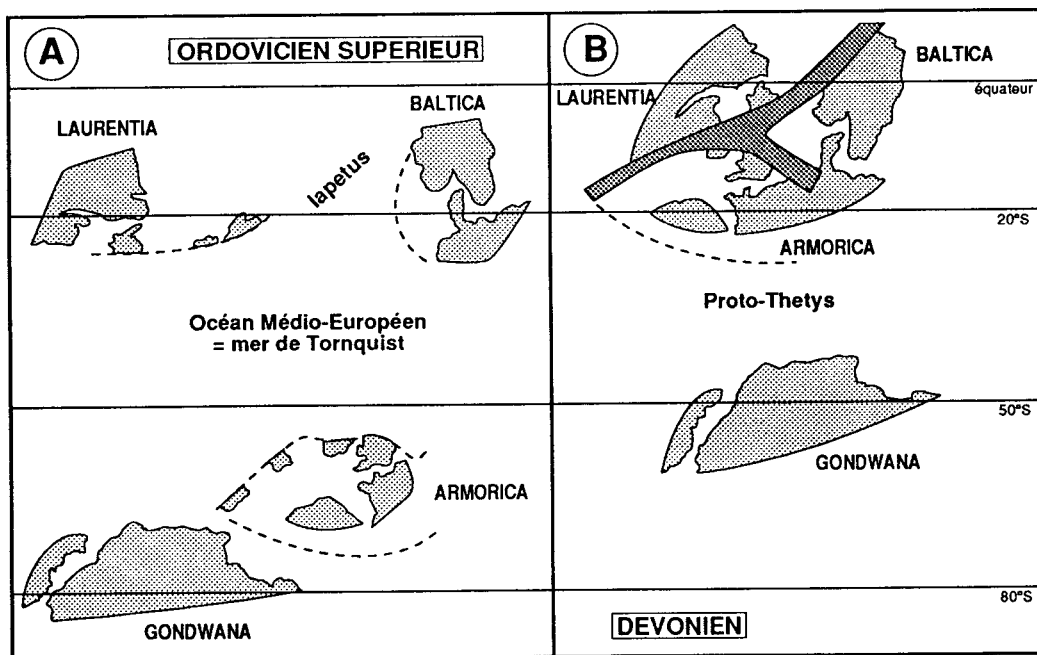 A
ORDOVICIEN SUPERIEUR
LAURENTIA
BALTICA
Iapetus
Océan Médio-Européen
= mer de Tornquist
ARMORICA
GONDWANA
B
BALTICA
LAURENTIA
équateur
20°S
ARMORICA
Proto-Thetys
50°S
GONDWANA
80°S
DEVONIEN